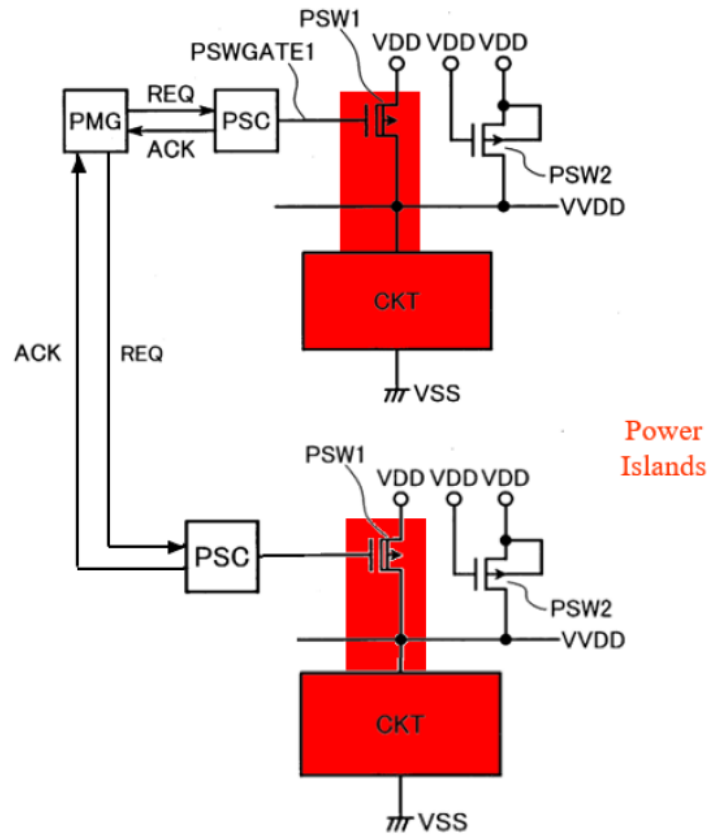 PSW1
PSWGATE1
VDD VDD VDD
REQ
PMG
PSC
ACK
PSW2
VVDD
CKT
ACK
REQ
VSS
Power
Islands
PSW1
VDD VDD VDD
PSC
PSW2
VVDD
CKT
VSS